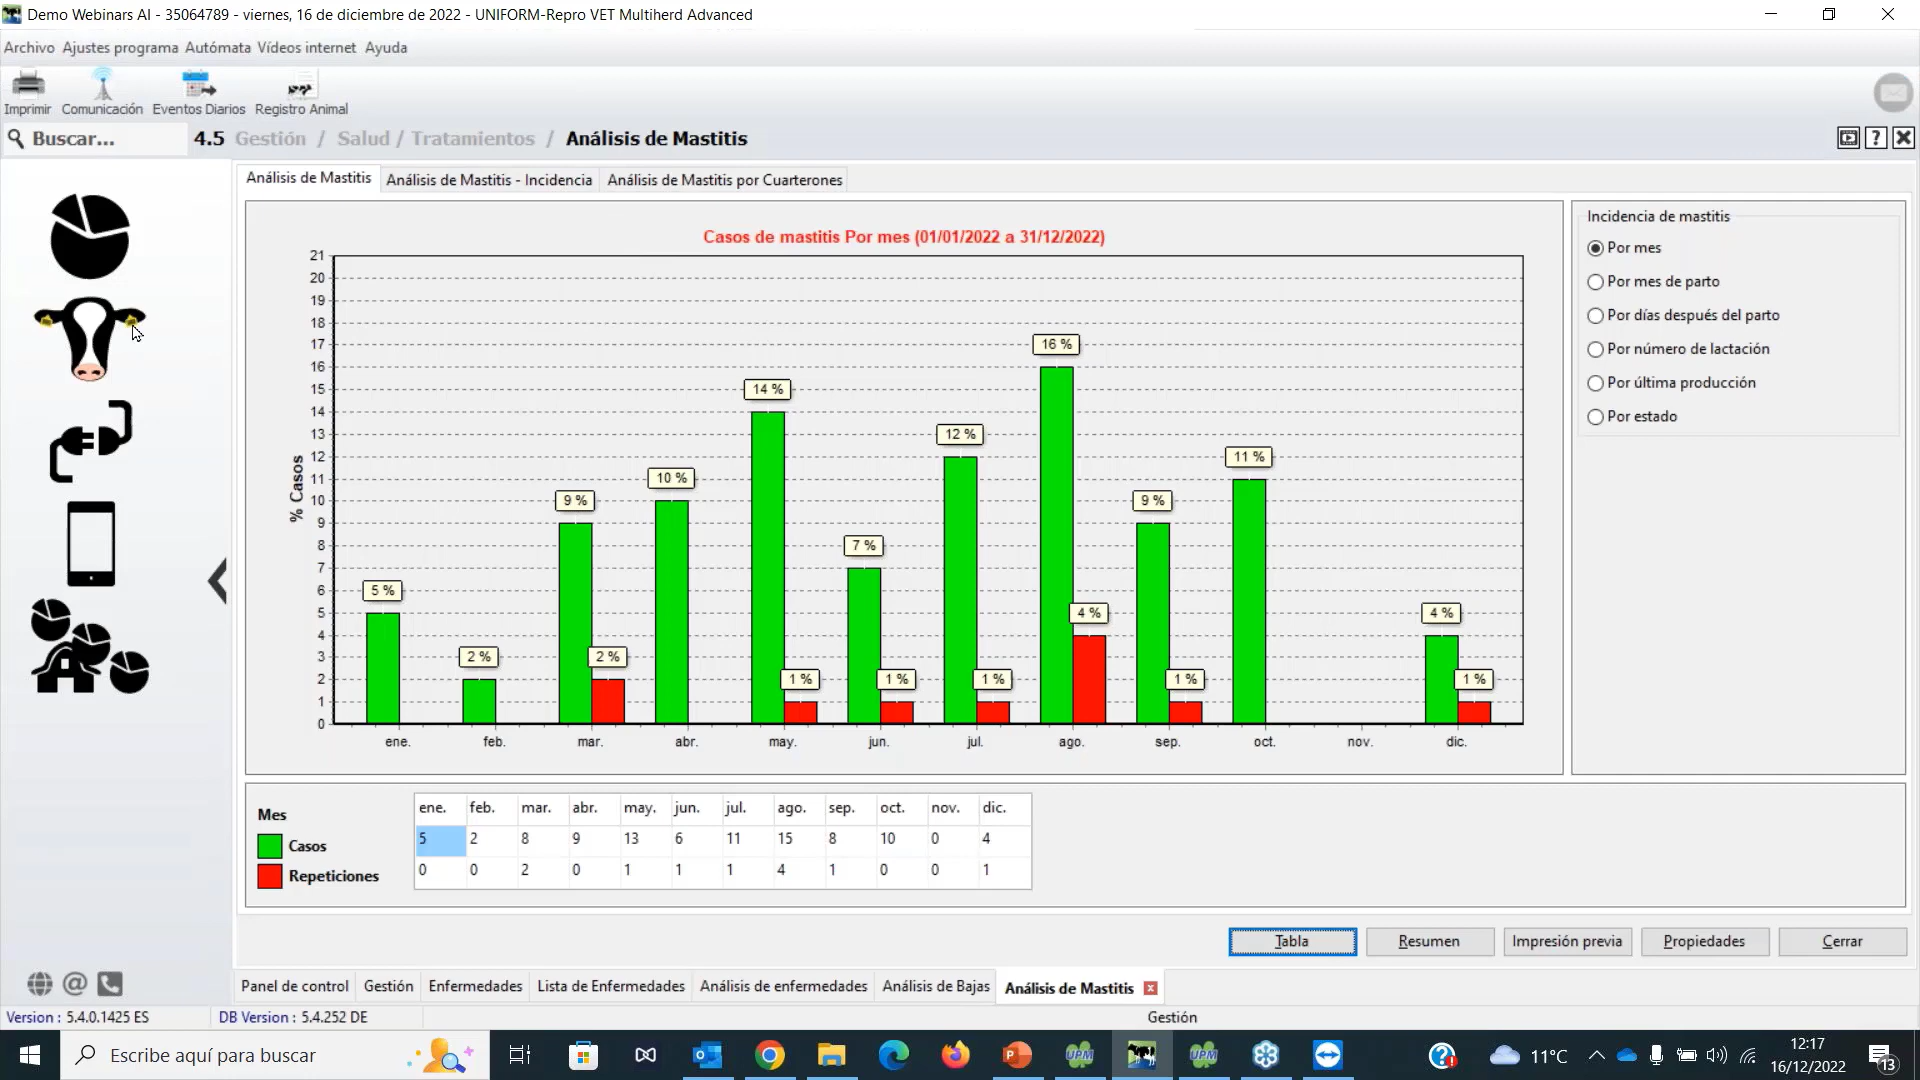 Demo Webinars AI - 35064789 - viernes, 16 de diciembre de 2022 - UNIFORM-Repro VET Multiherd Advanced
Archivo Ajustes programa Autómata Vídeos internet Ayuda
Imprimir Comunicación Eventos Diarios Registro Animal
Buscar... 4.5 Gestión / Salud / Tratamientos / Análisis de Mastitis
Análisis de Mastitis Análisis de Mastitis - Incidencia Análisis de Mastitis por Cuarterones
Casos de mastitis Por mes (01/01/2022 a 31/12/2022)
% Casos
21
20
19
18
17
16
15
14
13
12
11
10
9
8
7
6
5
4
3
2
1
0
5 %
2 %
9 %
2 %
10 %
14 %
1 %
7 %
1 %
12 %
1 %
16 %
4 %
9 %
1 %
11 %
4 %
1 %
ene. feb. mar. abr. may. jun. jul. ago. sep. oct. nov. dic.
Incidencia de mastitis
Por mes
Por mes de parto
Por días después del parto
Por número de lactación
Por última producción
Por estado
Mes ene. feb. mar. abr. may. jun. jul. ago. sep. oct. nov. dic.
Casos 5 2 8 9 13 6 11 15 8 10 0 4
Repeticiones 0 0 2 0 1 1 1 4 1 0 0 1
Tabla Resumen Impresión previa Propiedades Cerrar
Panel de control Gestión Enfermedades Lista de Enfermedades Análisis de enfermedades Análisis de Bajas Análisis de Mastitis
Version : 5.4.0.1425 ES DB Version : 5.4.252 DE Gestión
Escribe aquí para buscar
UPM
UPM
11°C
12:17
16/12/2022
13